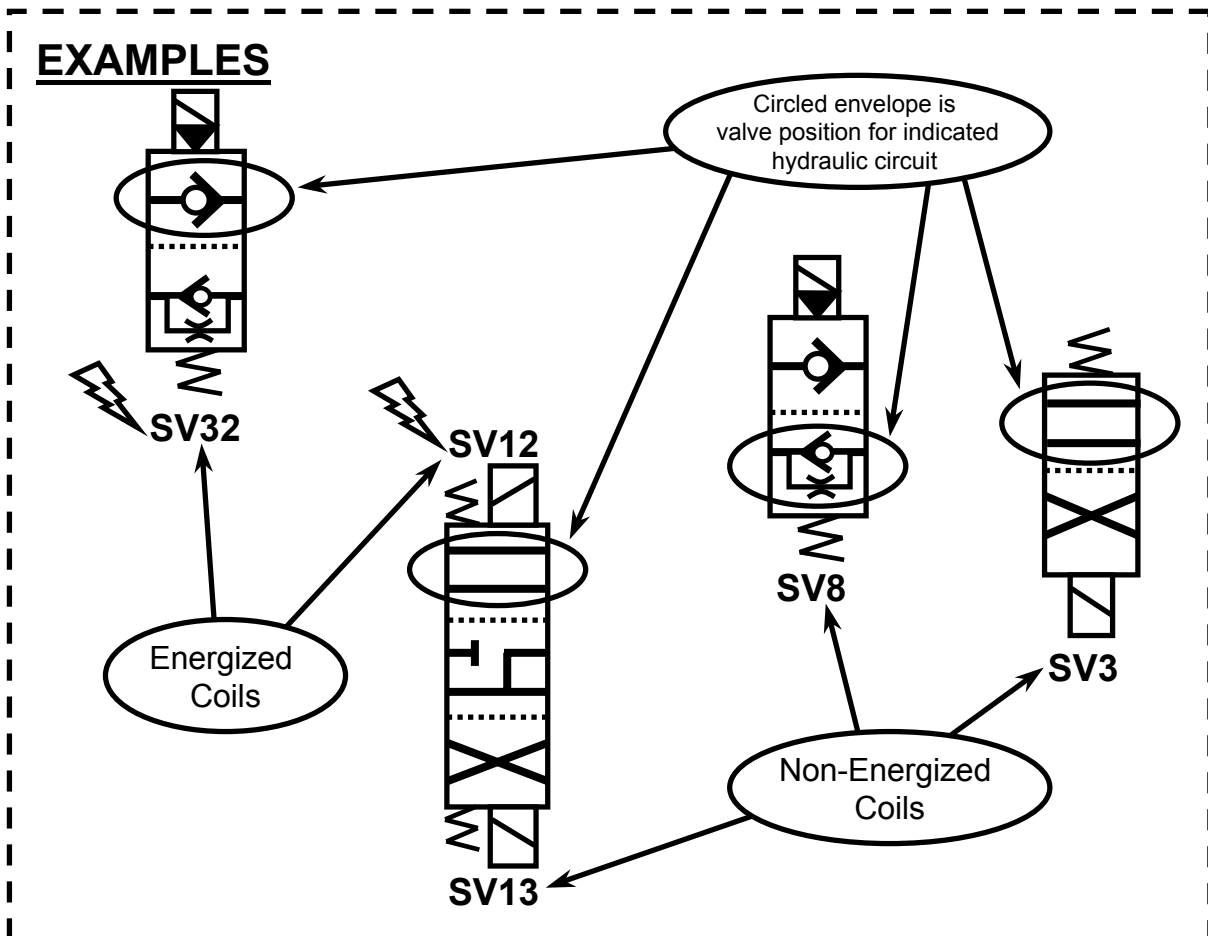 EXAMPLES
Circled envelope is
valve position for indicated
hydraulic circuit
SV32
SV12
SV8
SV3
Energized
Coils
Non-Energized
Coils
SV13